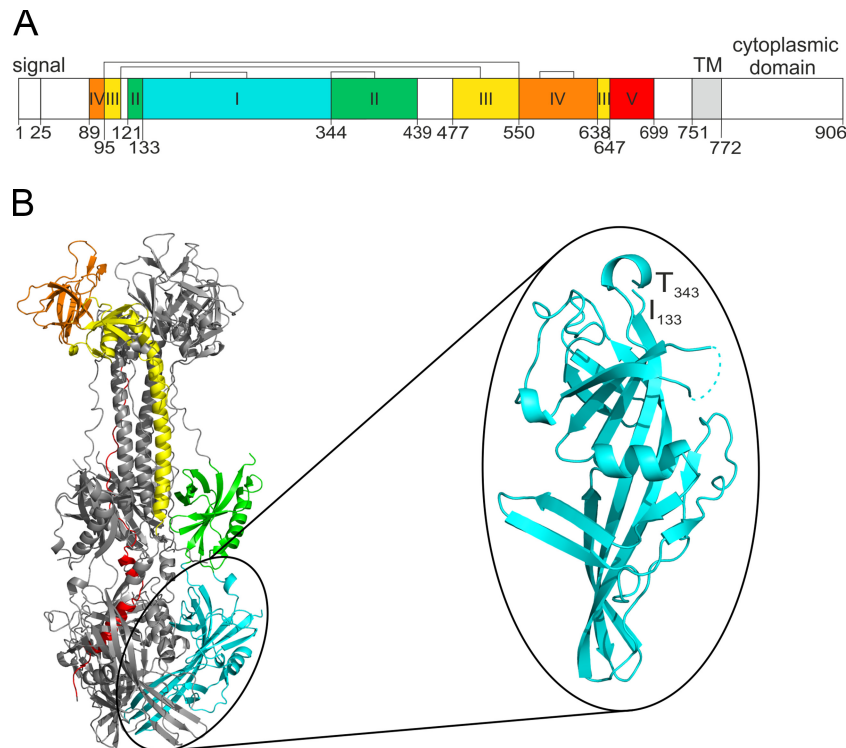 A
signal
TM
cytoplasmic
domain
IV III II I II III IV III V
1 25 89 121 344 439 477 550 638 699 751 906
95 133 647 772
B
T343
I133